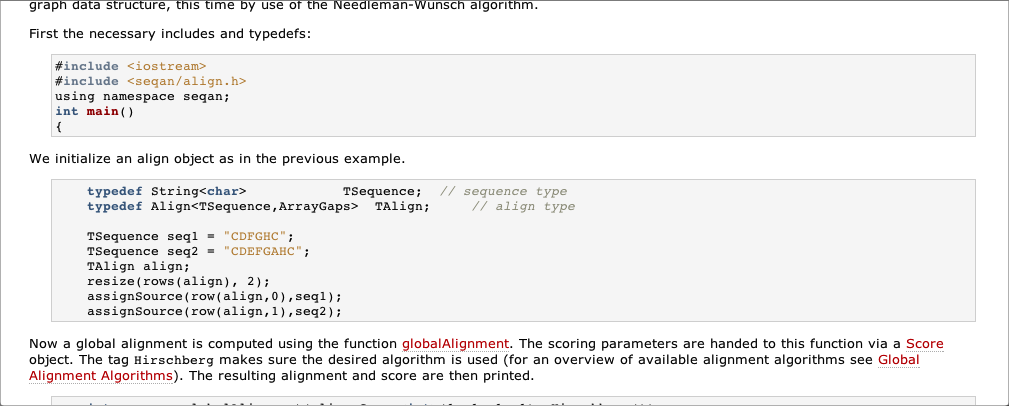 graph data structure, this time by use of the Needleman-Wunsch algorithm.
First the necessary includes and typedefs:
#include <iostream>
#include <seqan/align.h>
using namespace seqan;
int main()
{
We initialize an align object as in the previous example.
typedef String<char>            TSequence;  // sequence type
typedef Align<TSequence,ArrayGaps>  TAlign;     // align type
TSequence seq1 = "CDFGHC";
TSequence seq2 = "CDEFGAHC";
TAlign align;
resize(rows(align), 2);
assignSource(row(align,0),seq1);
assignSource(row(align,1),seq2);
Now a global alignment is computed using the function globalAlignment. The scoring parameters are handed to this function via a Score
object. The tag Hirschberg makes sure the desired algorithm is used (for an overview of available alignment algorithms see Global
Alignment Algorithms). The resulting alignment and score are then printed.